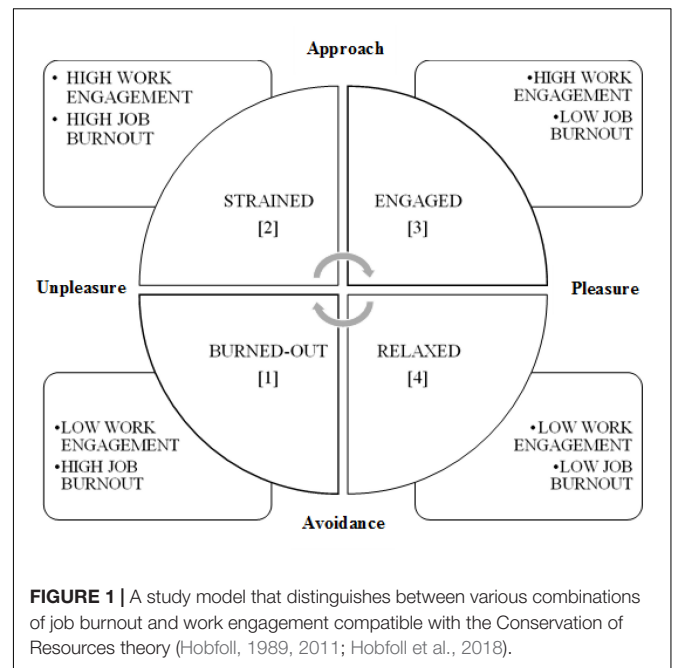 Approach
• HIGH WORK
ENGAGEMENT
• HIGH JOB
BURNOUT
•HIGH WORK
ENGAGEMENT
•LOW JOB
BURNOUT
STRAINED
[2]
ENGAGED
[3]
Unpleasure
Pleasure
BURNED-OUT
[1]
RELAXED
[4]
•LOW WORK
ENGAGEMENT
•HIGH JOB
BURNOUT
•LOW WORK
ENGAGEMENT
•LOW JOB
BURNOUT
Avoidance
FIGURE 1 | A study model that distinguishes between various combinations
of job burnout and work engagement compatible with the Conservation of
Resources theory (Hobfoll, 1989, 2011; Hobfoll et al., 2018).